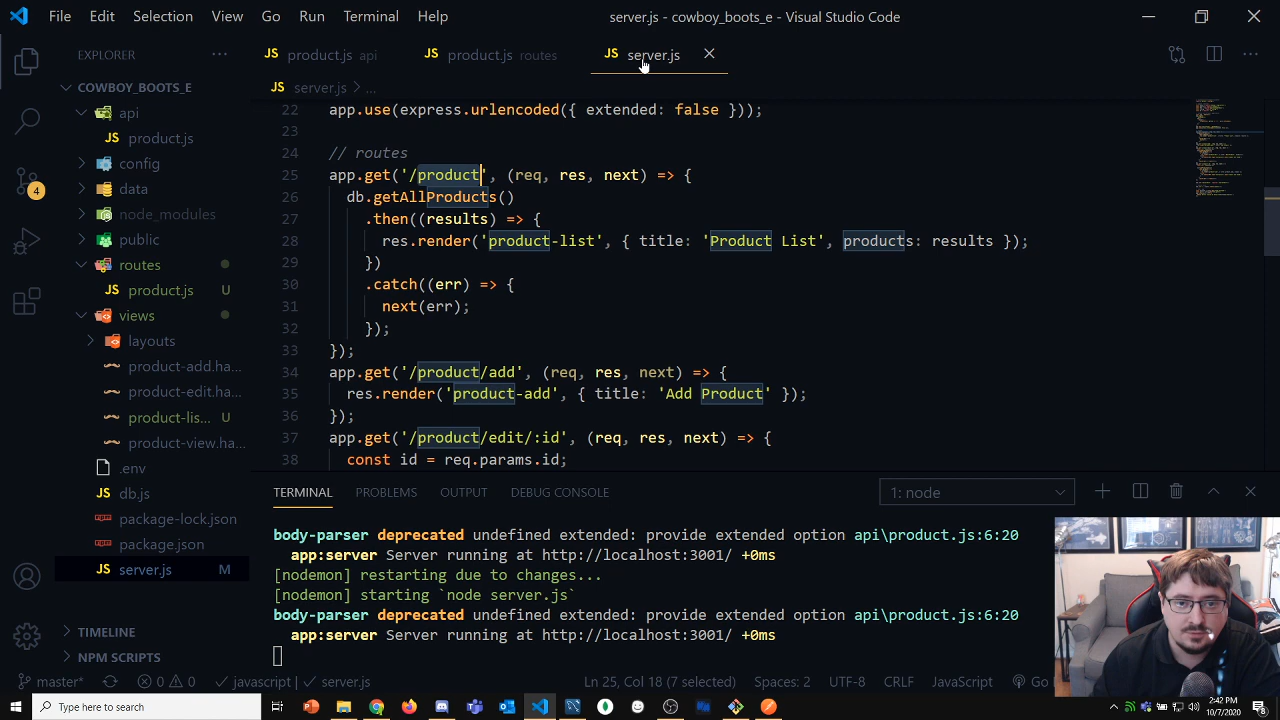 File Edit Selection View Go Run Terminal Help server.js - cowboy_boots_e - Visual Studio Code
EXPLORER ···
JS product.js api JS product.js routes JS server.js
COWBOY_BOOTS_E
JS server.js > ...
api
JS product.js
config
data
node_modules
public
routes
JS product.js U
views
layouts
product-add.ha...
product-edit.ha...
product-lis... U
product-view.ha...
.env
JS db.js
package-lock.json
package.json
JS server.js M
TIMELINE
NPM SCRIPTS
4
22 app.use(express.urlencoded({ extended: false }));
23
24 // routes
25 app.get('/product', (req, res, next) => {
26 db.getAllProducts()
27 .then((results) => {
28 res.render('product-list', { title: 'Product List', products: results });
29 })
30 .catch((err) => {
31 next(err);
32 });
33 });
34 app.get('/product/add', (req, res, next) => {
35 res.render('product-add', { title: 'Add Product' });
36 });
37 app.get('/product/edit/:id', (req, res, next) => {
38 const id = req.params.id;
TERMINAL PROBLEMS OUTPUT DEBUG CONSOLE 1: node
body-parser deprecated undefined extended: provide extended option api\product.js:6:20
app:server Server running at http://localhost:3001/ +0ms
[nodemon] restarting due to changes...
[nodemon] starting `node server.js`
body-parser deprecated undefined extended: provide extended option api\product.js:6:20
app:server Server running at http://localhost:3001/ +0ms
master* 0 0 javascript | server.js Ln 25, Col 18 (7 selected) Spaces: 2 UTF-8 CRLF JavaScript Go
Type here to search
2:42 PM
10/7/2020
8